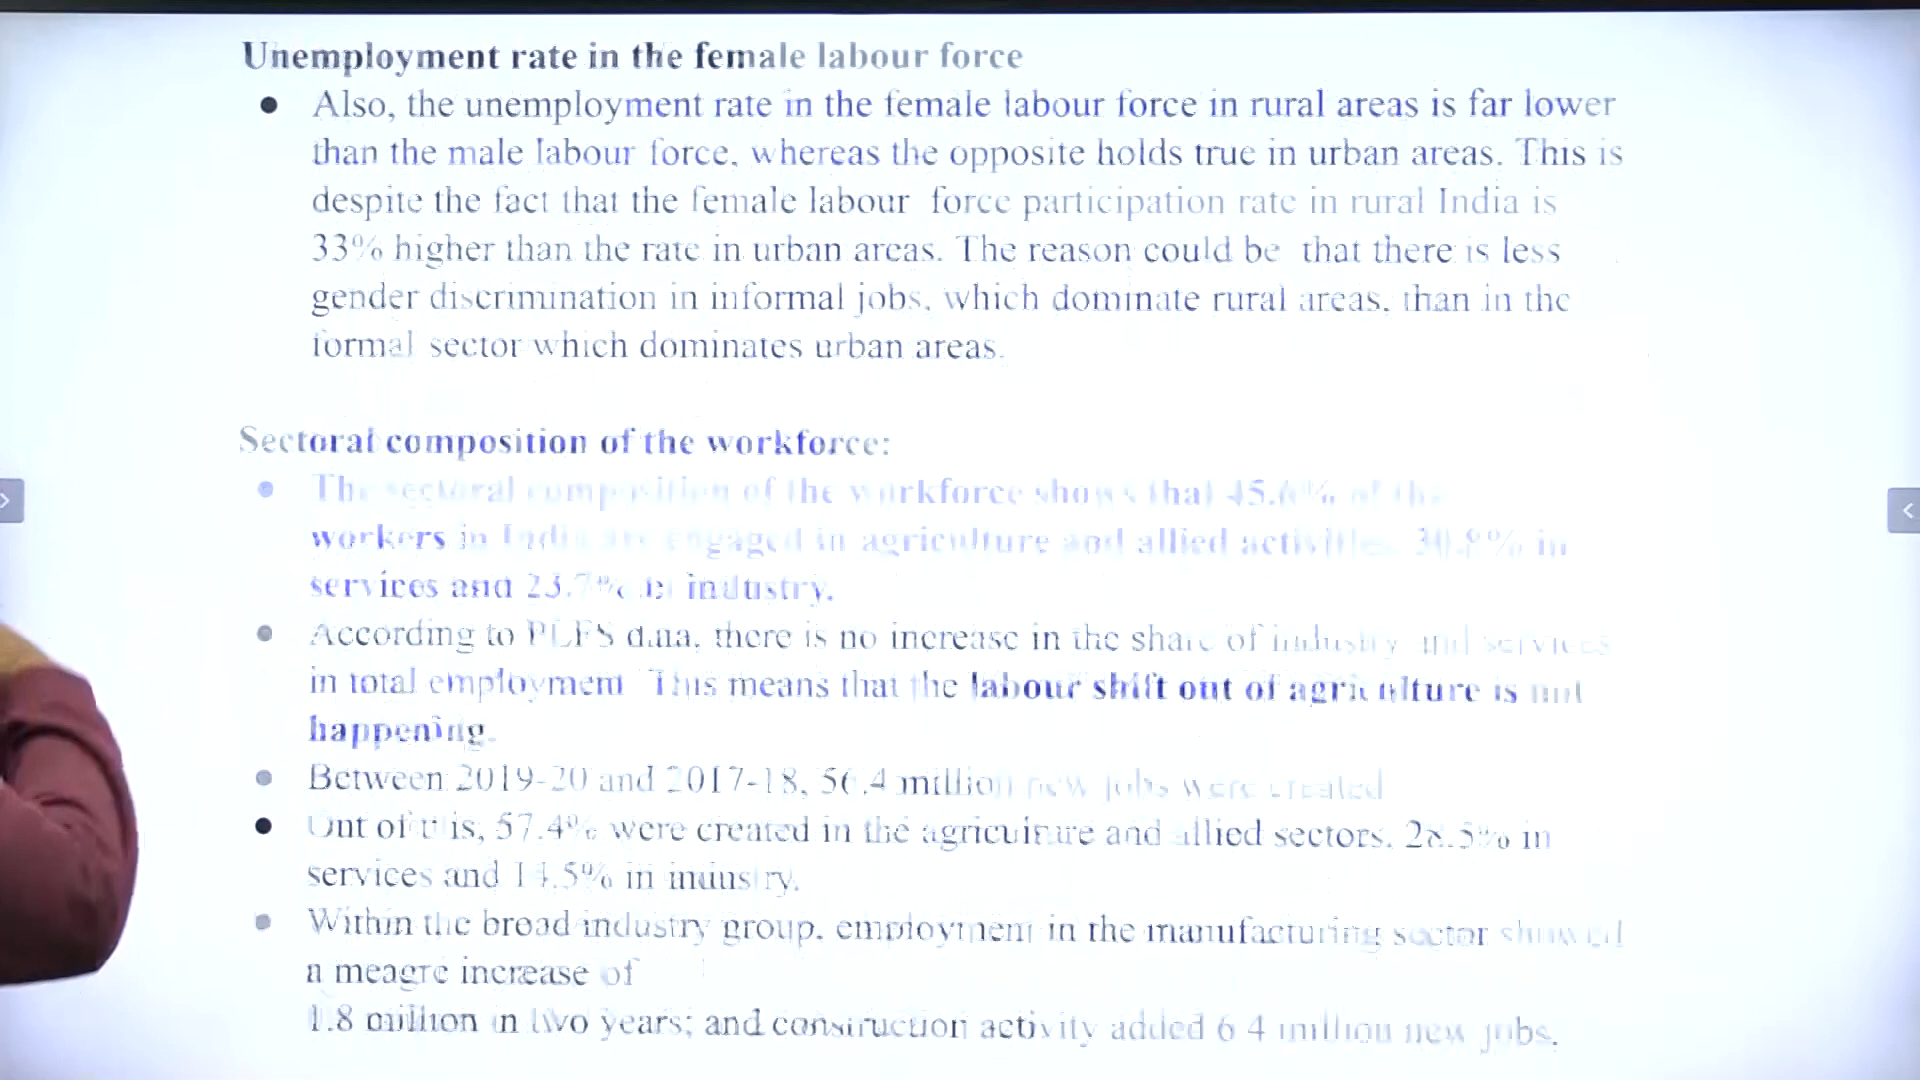 Unemployment rate in the female labour force
● Also, the unemployment rate in the female labour force in rural areas is far lower
than the male labour force, whereas the opposite holds true in urban areas. This is
despite the fact that the female labour force participation rate in rural India is
33% higher than the rate in urban areas. The reason could be that there is less
gender discrimination in informal jobs, which dominate rural areas, than in the
formal sector which dominates urban areas.
Sectoral composition of the workforce:
● The sectoral composition of the workforce shows that 45.6% of the
workers in India are engaged in agriculture and allied activities, in
services and 23.7% in industry.
● According to PLFS data, there is no increase in the share of industry and services
in total employment This means that the labour shift out of agriculture is not
happening.
● Between 2019-20 and 2017-18, 56.4 million new jobs were created
● Out of this, 57.4% were created in the agriculture and allied sectors, 28.5% in
services and 14.5% in industry.
● Within the broad industry group, employment in the manufacturing sector showed
a meagre increase of
1.8 million in two years; and construction activity added 6.4 million new jobs.